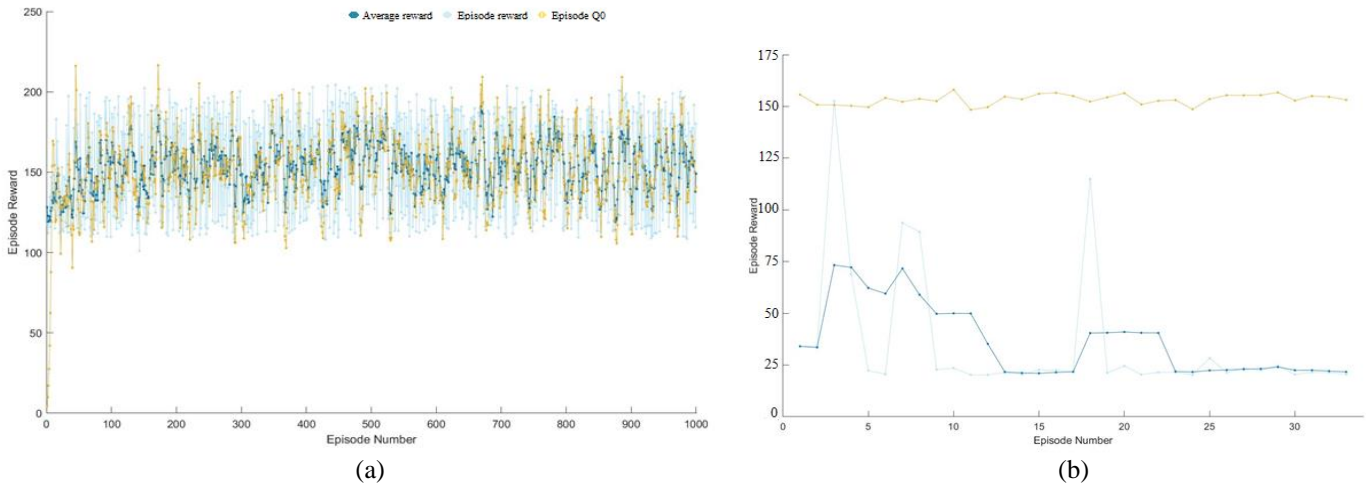 Average reward Episode reward Episode Q0
250
200
150
100
50
0
Episode Reward
0 100 200 300 400 500 600 700 800 900 1000
Episode Number
(a)
175
150
125
100
75
50
25
0
Episode Reward
0 5 10 15 20 25 30
Episode Number
(b)